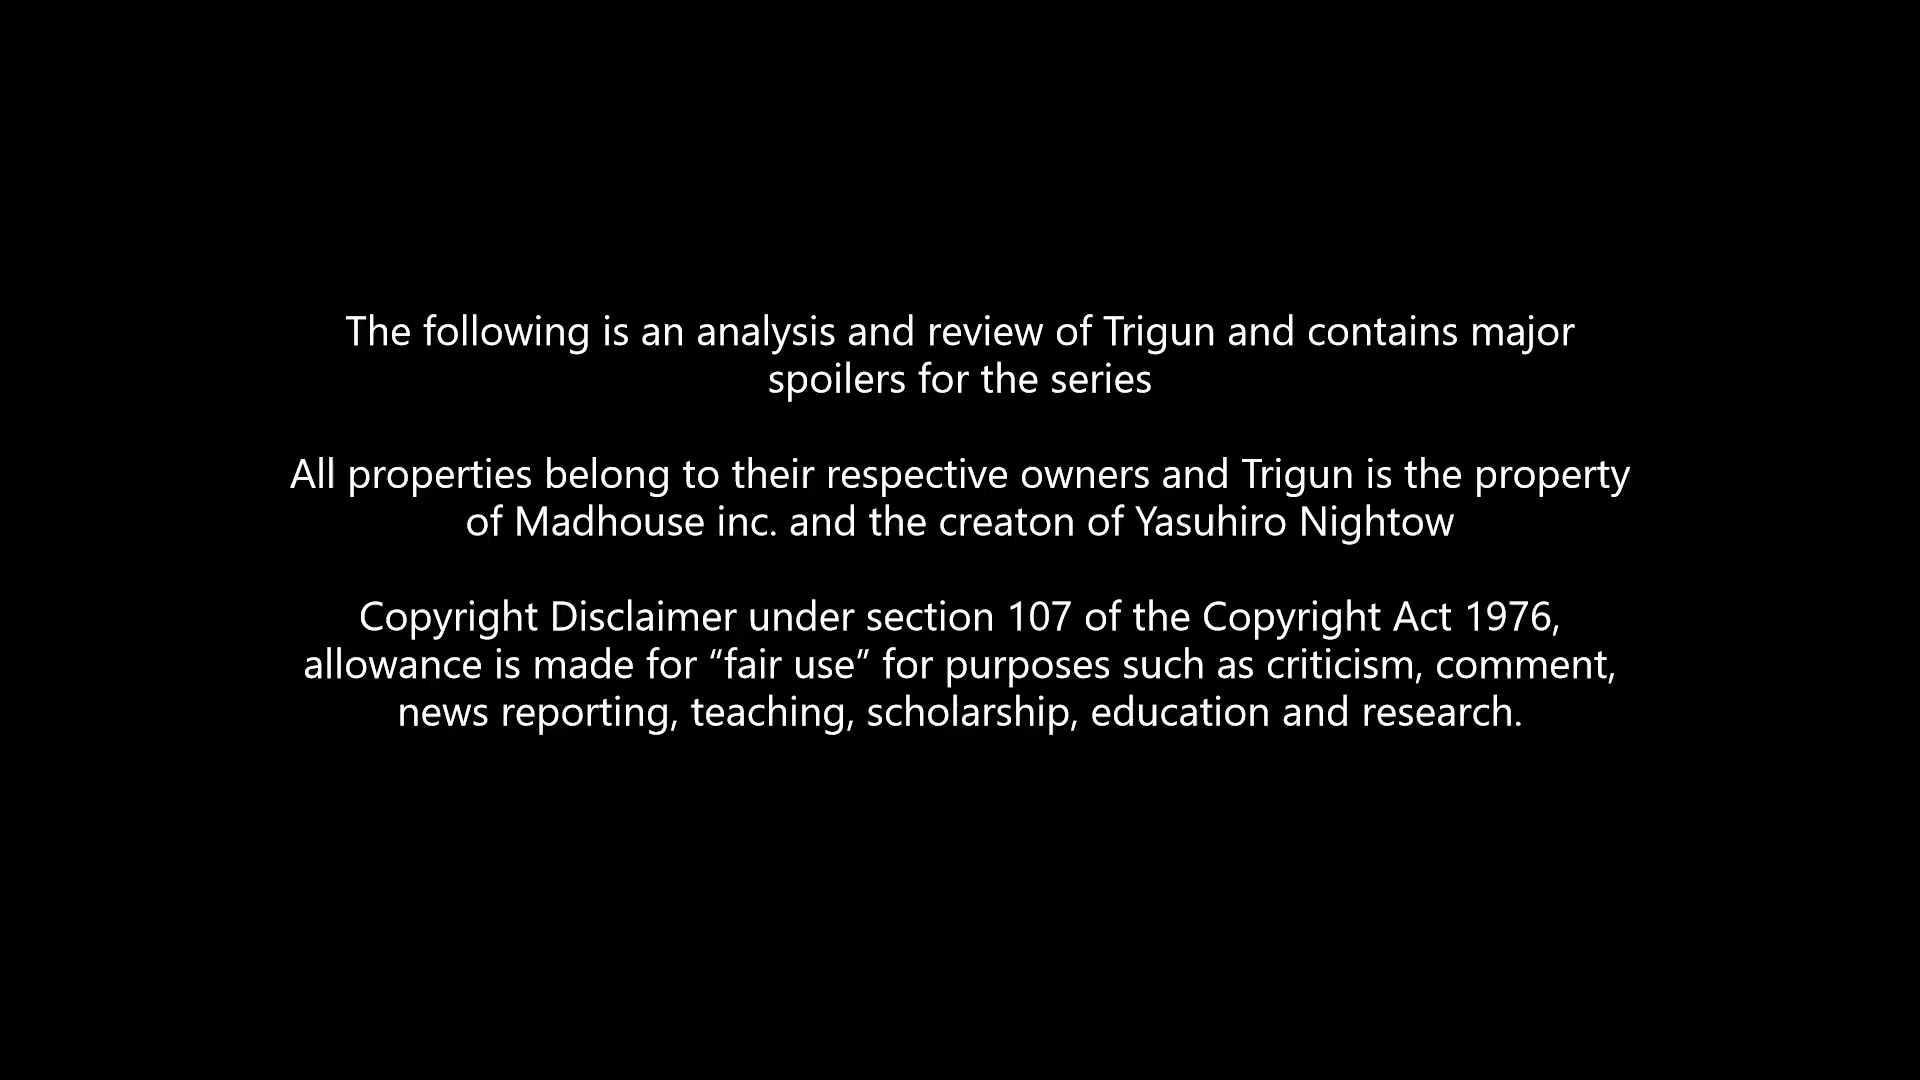 The following is an analysis and review of Trigun and contains major
spoilers for the series
All properties belong to their respective owners and Trigun is the property
of Madhouse inc. and the creaton of Yasuhiro Nightow
Copyright Disclaimer under section 107 of the Copyright Act 1976,
allowance is made for “fair use” for purposes such as criticism, comment,
news reporting, teaching, scholarship, education and research.